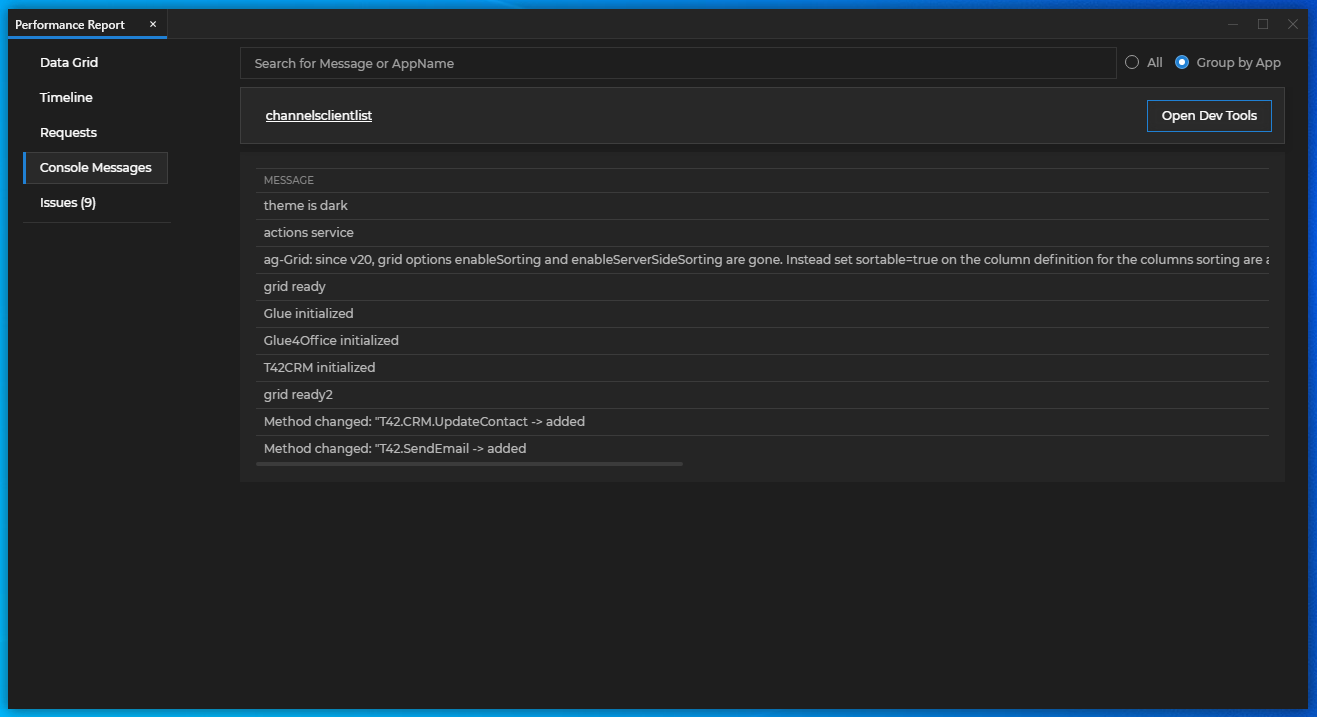 Performance Report
Data Grid
Timeline
Requests
Console Messages
Issues (9)
Search for Message or AppName
All
Group by App
channelsclientlist
Open Dev Tools
MESSAGE
theme is dark
actions service
ag-Grid: since v20, grid options enableSorting and enableServerSideSorting are gone. Instead set sortable=true on the column definition for the columns sorting are a
grid ready
Glue initialized
Glue4Office initialized
T42CRM initialized
grid ready2
Method changed: "T42.CRM.UpdateContact -> added
Method changed: "T42.SendEmail -> added